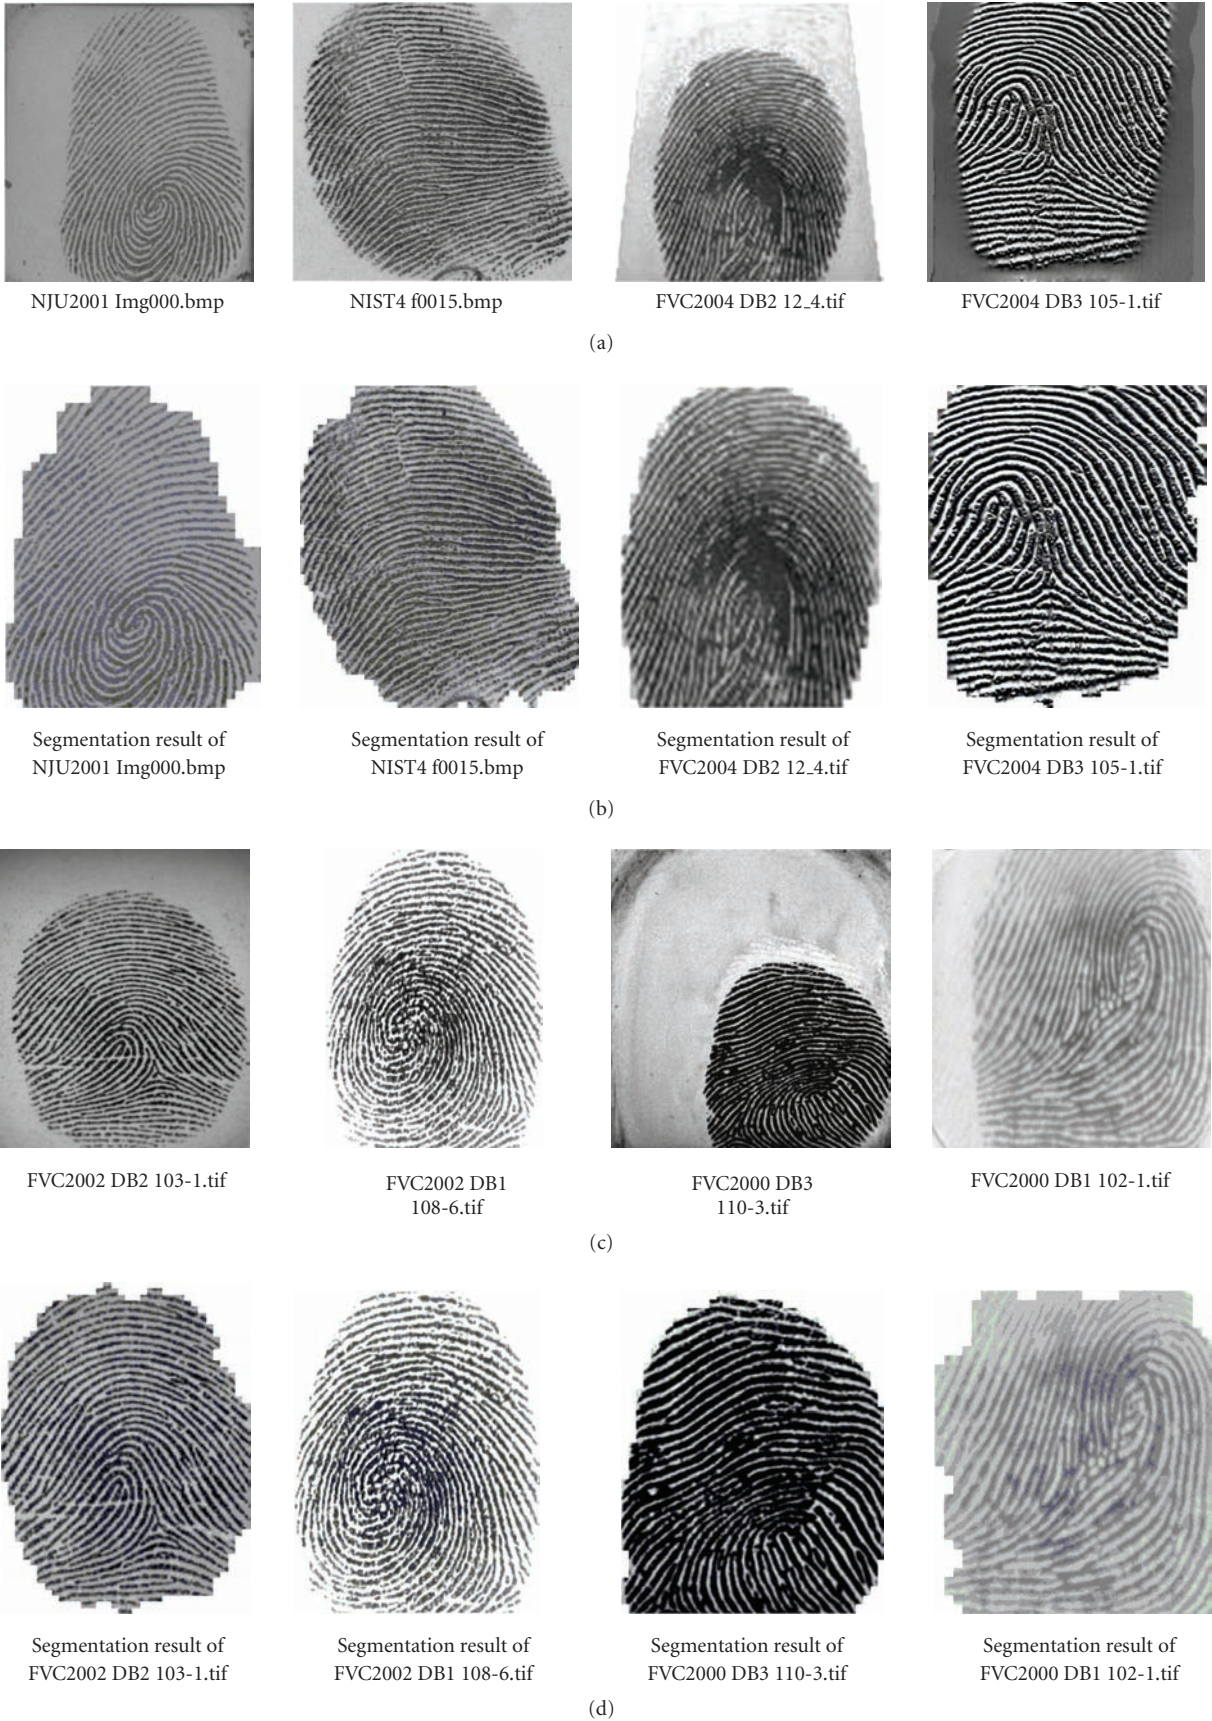 NJU2001 Img000.bmp
NIST4 f0015.bmp
FVC2004 DB2 12_4.tif
FVC2004 DB3 105-1.tif
(a)
Segmentation result of
NJU2001 Img000.bmp
Segmentation result of
NIST4 f0015.bmp
Segmentation result of
FVC2004 DB2 12_4.tif
Segmentation result of
FVC2004 DB3 105-1.tif
(b)
FVC2002 DB2 103-1.tif
FVC2002 DB1
108-6.tif
FVC2000 DB3
110-3.tif
FVC2000 DB1 102-1.tif
(c)
Segmentation result of
FVC2002 DB2 103-1.tif
Segmentation result of
FVC2002 DB1 108-6.tif
Segmentation result of
FVC2000 DB3 110-3.tif
Segmentation result of
FVC2000 DB1 102-1.tif
(d)